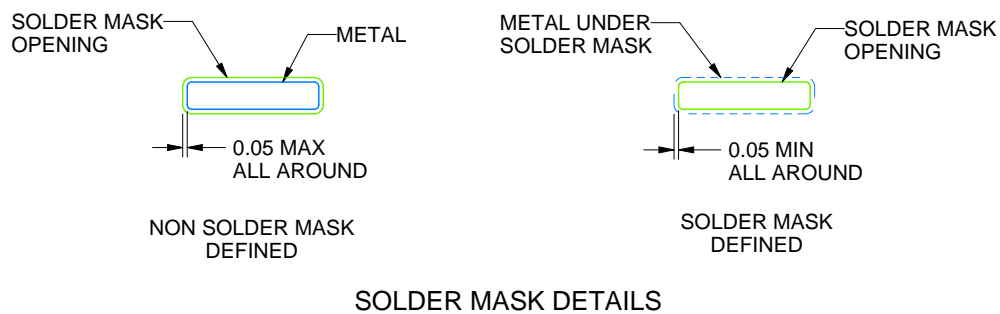 SOLDER MASK
OPENING
METAL
0.05 MAX
ALL AROUND
NON SOLDER MASK
DEFINED
METAL UNDER
SOLDER MASK
SOLDER MASK
OPENING
0.05 MIN
ALL AROUND
SOLDER MASK
DEFINED
SOLDER MASK DETAILS